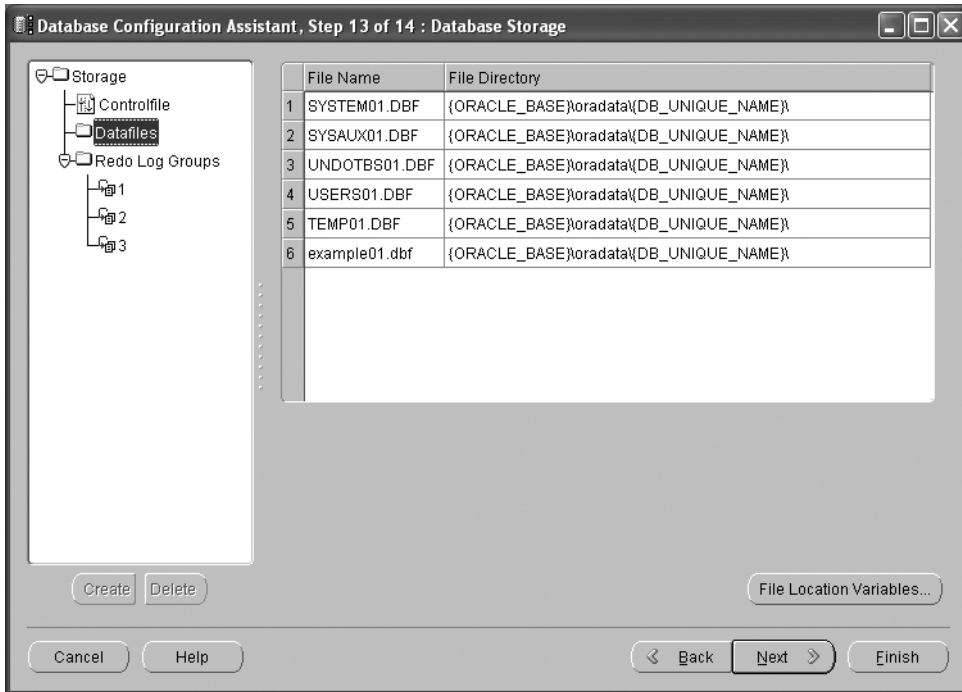 Database Configuration Assistant, Step 13 of 14 : Database Storage
Storage
Controlfile
Datafiles
Redo Log Groups
1
2
3
File Name File Directory
1 SYSTEM01.DBF {ORACLE_BASE}\oradata\{DB_UNIQUE_NAME}\
2 SYSAUX01.DBF {ORACLE_BASE}\oradata\{DB_UNIQUE_NAME}\
3 UNDOTBS01.DBF {ORACLE_BASE}\oradata\{DB_UNIQUE_NAME}\
4 USERS01.DBF {ORACLE_BASE}\oradata\{DB_UNIQUE_NAME}\
5 TEMP01.DBF {ORACLE_BASE}\oradata\{DB_UNIQUE_NAME}\
6 example01.dbf {ORACLE_BASE}\oradata\{DB_UNIQUE_NAME}\
Create Delete
File Location Variables...
Cancel Help Back Next Finish